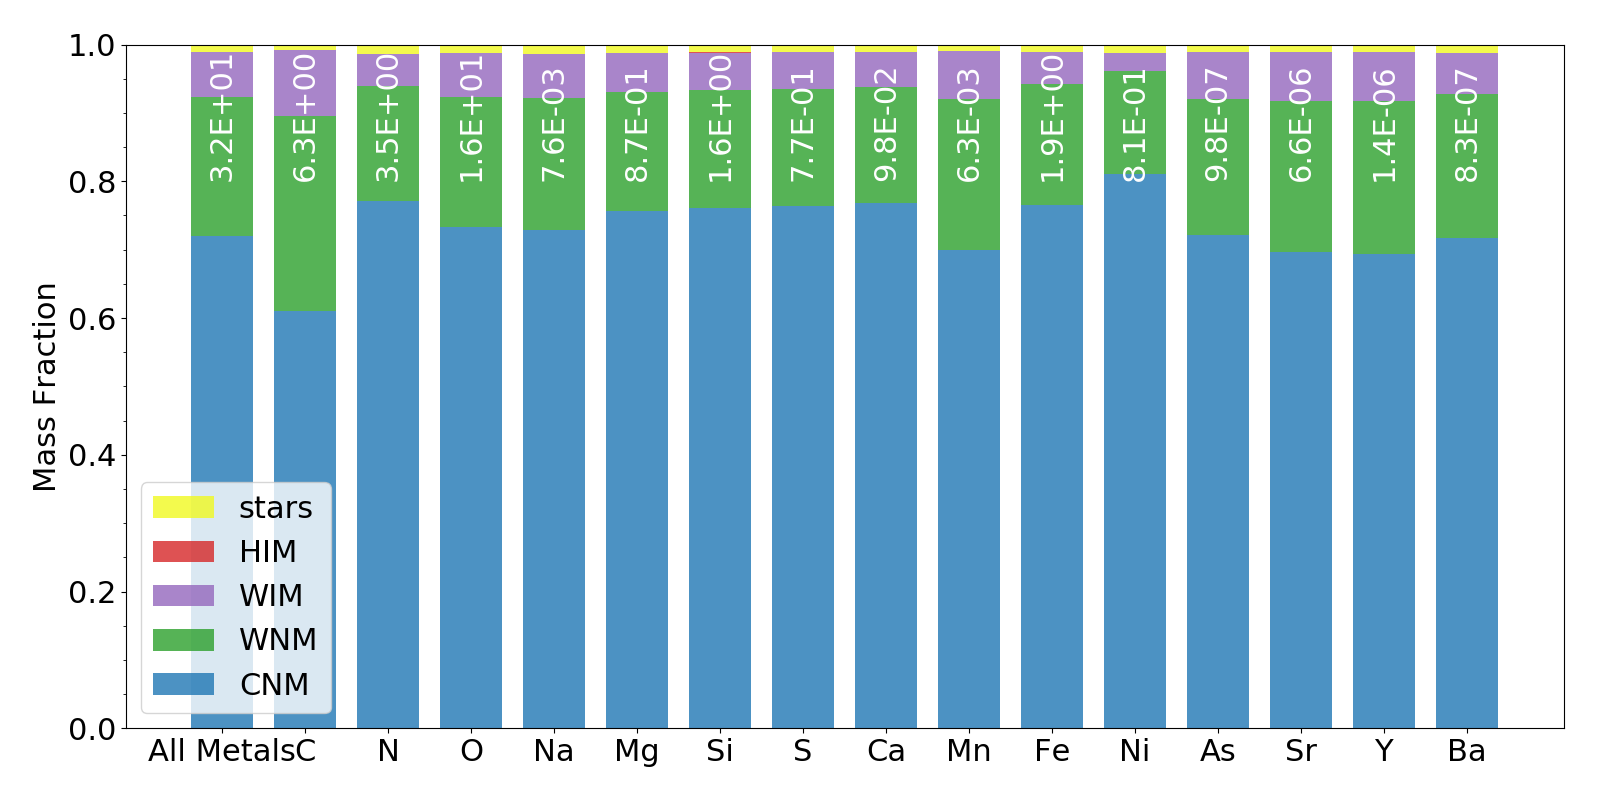 1.0
0.8
0.6
0.4
0.2
0.0
Mass Fraction
3.2E+01
6.3E+00
3.5E+00
1.6E+01
7.6E-03
8.7E-01
1.6E+00
7.7E-01
9.8E-02
6.3E-03
1.9E+00
8.1E-01
9.8E-07
6.6E-06
1.4E-06
8.3E-07
stars
HIM
WIM
WNM
CNM
All Metals C N O Na Mg Si S Ca Mn Fe Ni As Sr Y Ba